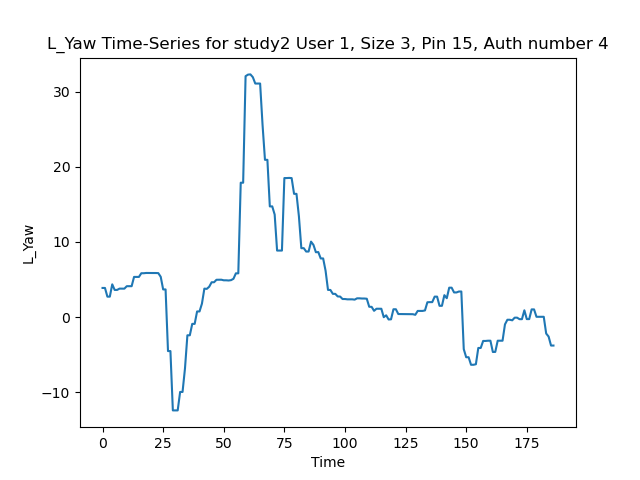 L_Yaw Time-Series for study2 User 1, Size 3, Pin 15, Auth number 4
30
20
10
0
−10
L_Yaw
0 25 50 75 100 125 150 175
Time